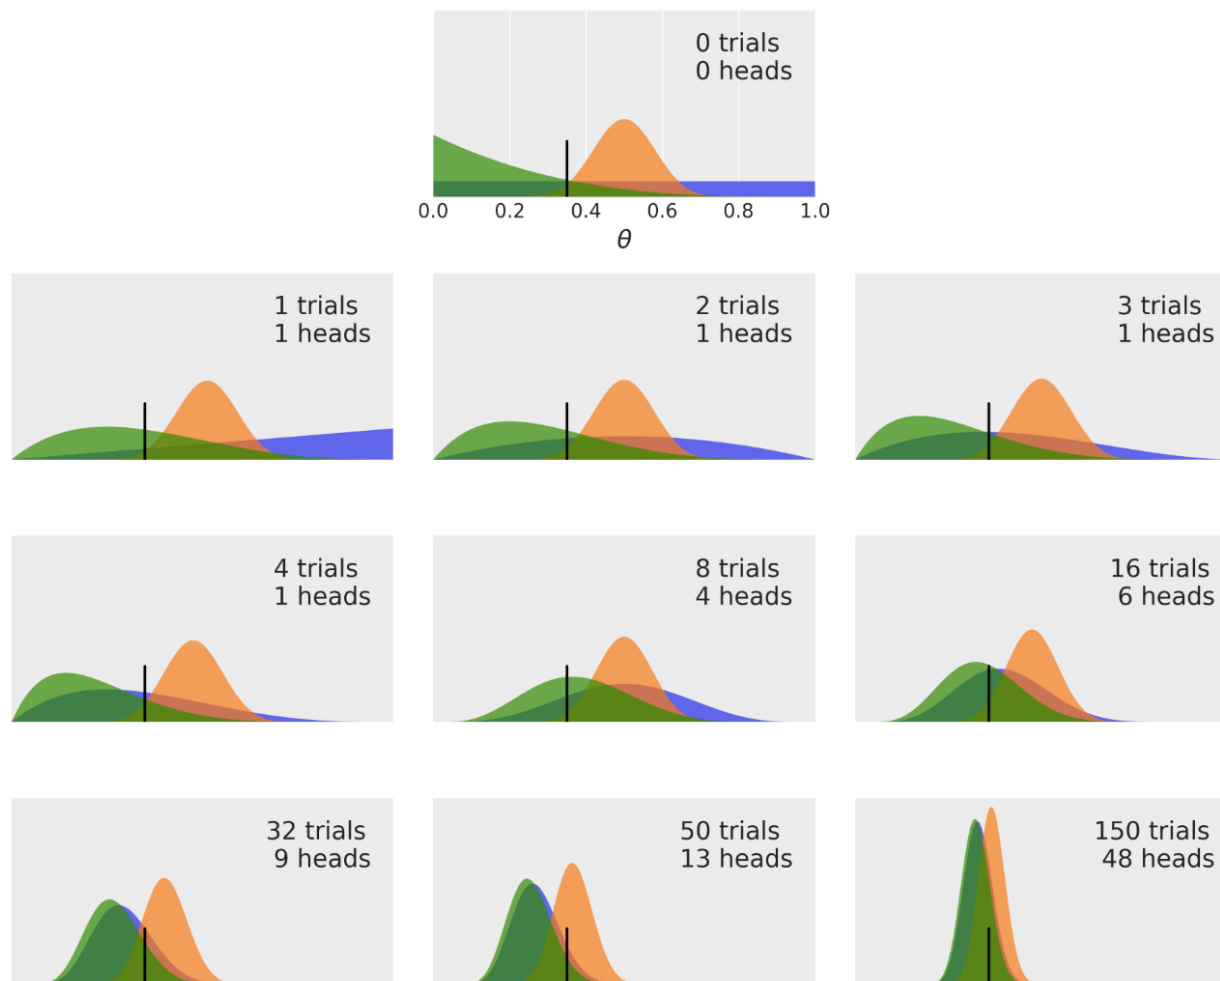 0 trials
0 heads
0.0 0.2 0.4 0.6 0.8 1.0
θ
1 trials
1 heads
2 trials
1 heads
3 trials
1 heads
4 trials
1 heads
8 trials
4 heads
16 trials
6 heads
32 trials
9 heads
50 trials
13 heads
150 trials
48 heads